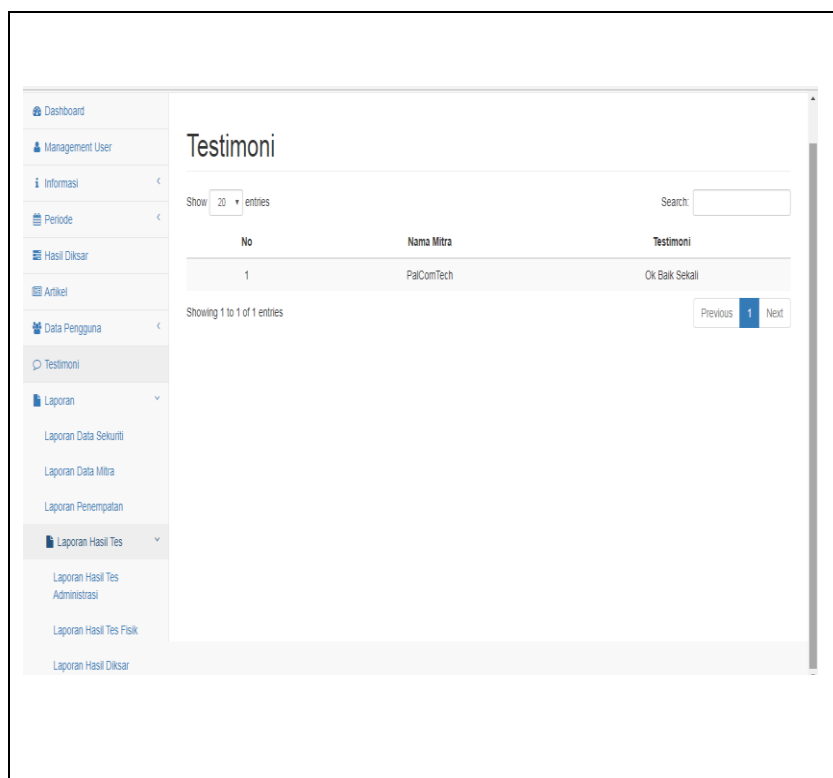 Dashboard
Management User
Informasi
Periode
Hasil Diksar
Artikel
Data Pengguna
Testimoni
Laporan
Laporan Data Sekuriti
Laporan Data Mitra
Laporan Penempatan
Laporan Hasil Tes
Laporan Hasil Tes
Administrasi
Laporan Hasil Tes Fisik
Laporan Hasil Diksar
Testimoni
Show 20 entries
Search:
No Nama Mitra Testimoni
1 PalComTech Ok Baik Sekali
Showing 1 to 1 of 1 entries
Previous 1 Next